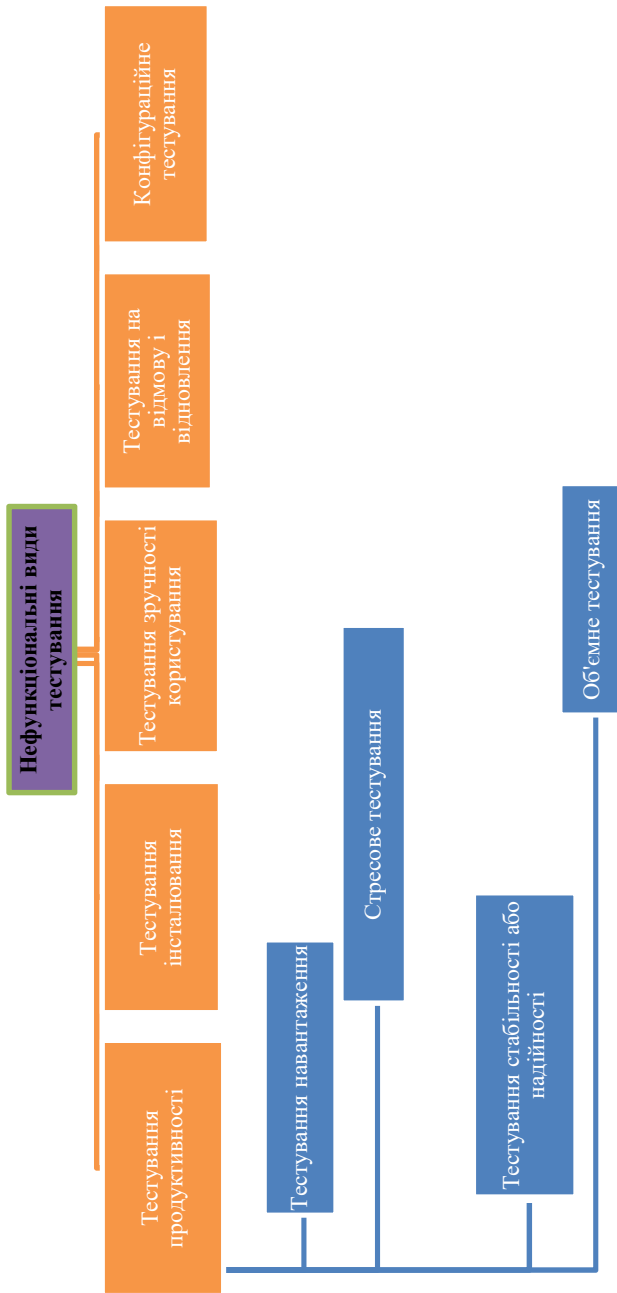 Нефункціональні види
тестування
Тестування
продуктивності
Тестування
інсталювання
Тестування зручності
користування
Тестування на
відмову і
відновлення
Конфігураційне
тестування
Тестування навантаження
Стресове тестування
Тестування стабільності або
надійності
Об'ємне тестування